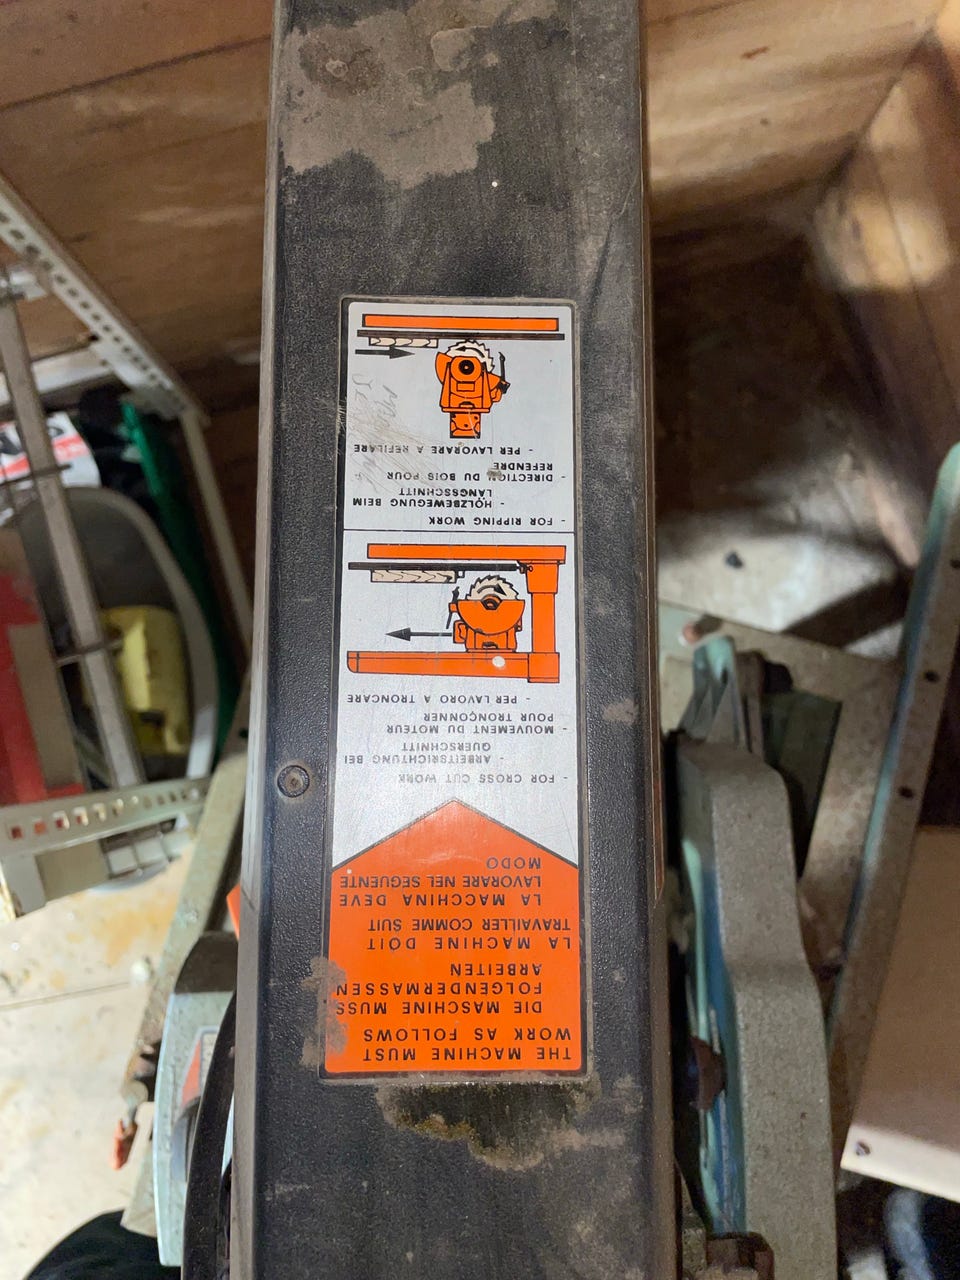 THE MACHINE MUST
WORK AS FOLLOWS
DIE MASCHINE MUSS
FOLGENDERMASSEN
ARBEITEN
LA MACHINE DOIT
TRAVAILLER COMME SUIT
LA MACCHINA DEVE
LAVORARE NEL SEGUENTE
MODO
- FOR CROSS CUT WORK
- ARBEITSRICHTUNG BEI
QUERSCHNITT
- MOUVEMENT DU MOTEUR
POUR TRONÇONNER
- PER LAVORO A TRONCARE
- FOR RIPPING WORK
- HOLZBEWEGUNG BEIM
LÄNGSSCHNITT
- DIRECTION DU BOIS POUR
REFENDRE
- PER LAVORARE A REFILARE